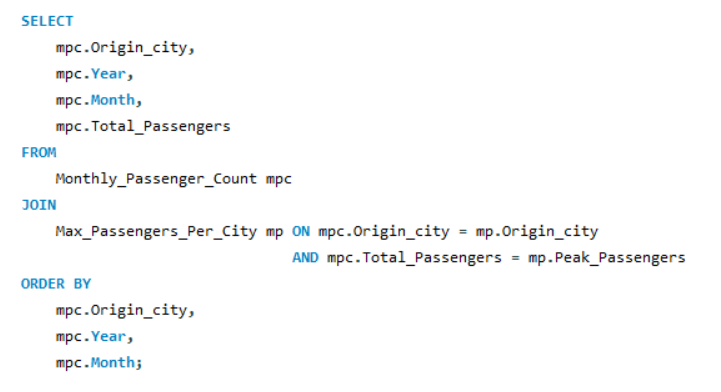 SELECT
mpc.Origin_city,
mpc.Year,
mpc.Month,
mpc.Total_Passengers
FROM
Monthly_Passenger_Count mpc
JOIN
Max_Passengers_Per_City mp ON mpc.Origin_city = mp.Origin_city
AND mpc.Total_Passengers = mp.Peak_Passengers
ORDER BY
mpc.Origin_city,
mpc.Year,
mpc.Month;